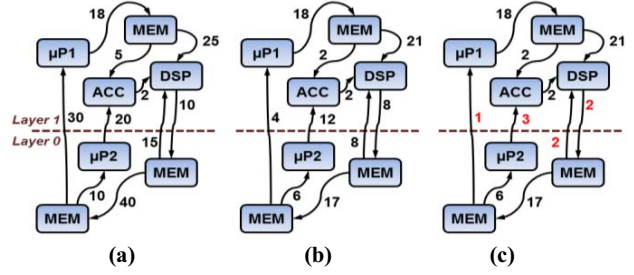 18 MEM 25
µP1 5
ACC 2 DSP
Layer 1 30 20 10
Layer 0 15
µP2 MEM
10 40
MEM
(a)
18 MEM 21
µP1 2
ACC 2 DSP
4 12 8
8
µP2 MEM
6 17
MEM
(b)
18 MEM 21
µP1 2
ACC 2 DSP
1 3 2
2
µP2 MEM
6 17
MEM
(c)